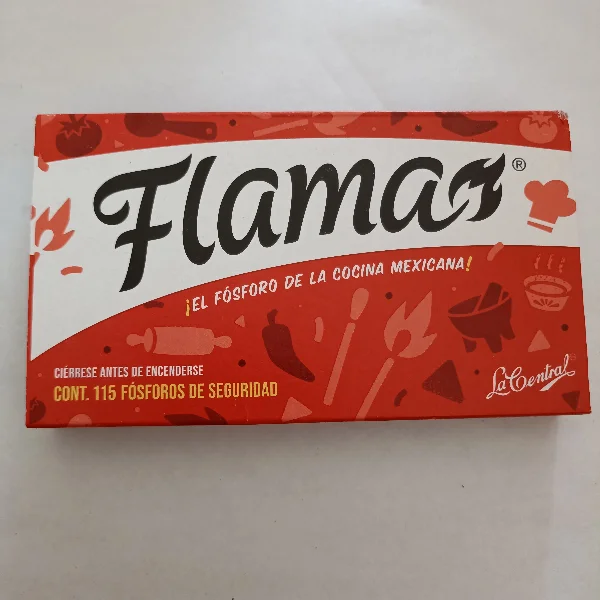 Flamas®
¡EL FÓSFORO DE LA COCINA MEXICANA!
CIÉRRESE ANTES DE ENCENDERSE
CONT. 115 FÓSFOROS DE SEGURIDAD
La Central